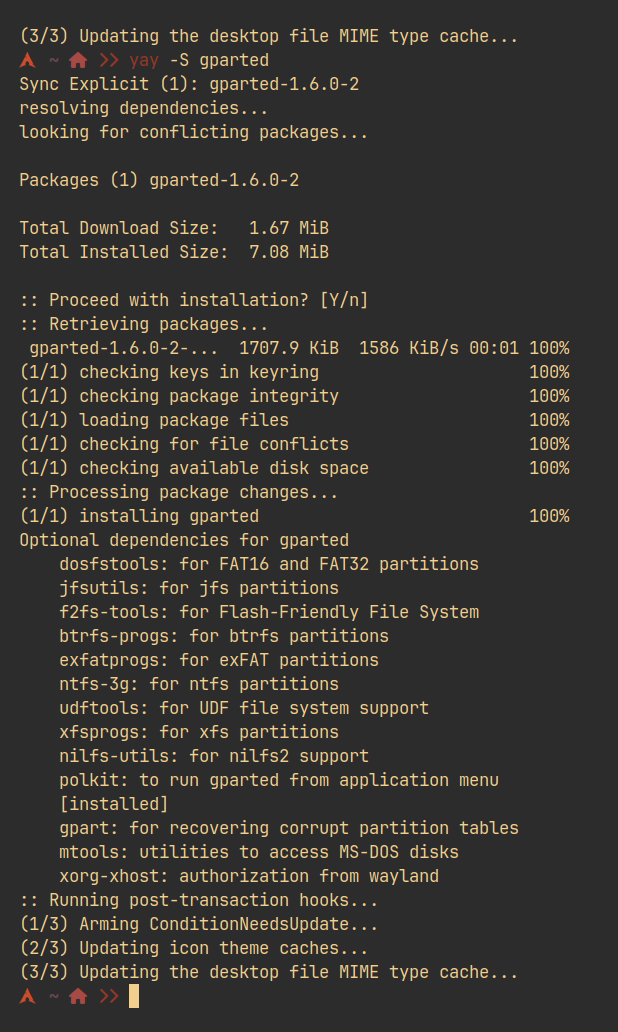 (3/3) Updating the desktop file MIME type cache...
~ >> yay -S gparted
Sync Explicit (1): gparted-1.6.0-2
resolving dependencies...
looking for conflicting packages...
Packages (1) gparted-1.6.0-2
Total Download Size:   1.67 MiB
Total Installed Size:  7.08 MiB
:: Proceed with installation? [Y/n]
:: Retrieving packages...
 gparted-1.6.0-2-...  1707.9 KiB  1586 KiB/s 00:01 100%
(1/1) checking keys in keyring                     100%
(1/1) checking package integrity                   100%
(1/1) loading package files                        100%
(1/1) checking for file conflicts                  100%
(1/1) checking available disk space                100%
:: Processing package changes...
(1/1) installing gparted                           100%
Optional dependencies for gparted
    dosfstools: for FAT16 and FAT32 partitions
    jfsutils: for jfs partitions
    f2fs-tools: for Flash-Friendly File System
    btrfs-progs: for btrfs partitions
    exfatprogs: for exFAT partitions
    ntfs-3g: for ntfs partitions
    udftools: for UDF file system support
    xfsprogs: for xfs partitions
    nilfs-utils: for nilfs2 support
    polkit: to run gparted from application menu
    [installed]
    gpart: for recovering corrupt partition tables
    mtools: utilities to access MS-DOS disks
    xorg-xhost: authorization from wayland
:: Running post-transaction hooks...
(1/3) Arming ConditionNeedsUpdate...
(2/3) Updating icon theme caches...
(3/3) Updating the desktop file MIME type cache...
~ >>